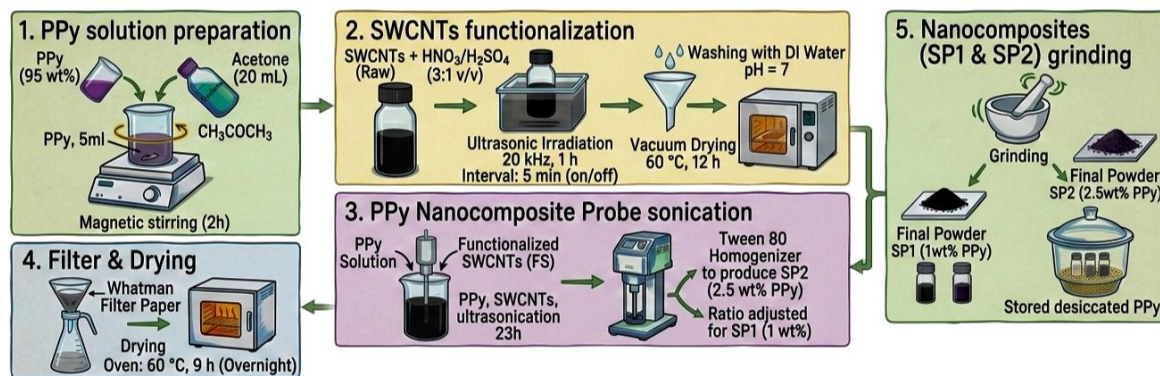 1. PPy solution preparation
PPy
(95 wt%)
Acetone
(20 mL)
PPy, 5ml
CH₃COCH₃
Magnetic stirring (2h)
2. SWCNTs functionalization
SWCNTs + HNO₃/H₂SO₄
(Raw) (3:1 v/v)
Ultrasonic Irradiation
20 kHz, 1 h
Interval: 5 min (on/off)
Washing with DI Water
pH = 7
Vacuum Drying
60 °C, 12 h
3. PPy Nanocomposite Probe sonication
PPy
Solution
Functionalized
SWCNTs (FS)
PPy, SWCNTs,
ultrasonication
23h
Tween 80
Homogenizer
to produce SP2
(2.5 wt% PPy)
Ratio adjusted
for SP1 (1 wt%)
4. Filter & Drying
Whatman
Filter Paper
Drying
Oven: 60 °C, 9 h (Overnight)
5. Nanocomposites
(SP1 & SP2) grinding
Grinding
Final Powder
SP2 (2.5wt% PPy)
Final Powder
SP1 (1wt% PPy)
Stored desiccated PPy